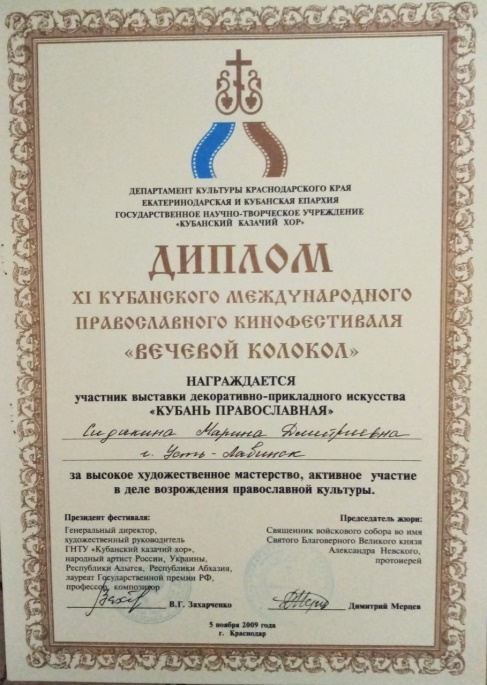 ДЕПАРТАМЕНТ КУЛЬТУРЫ КРАСНОДАРСКОГО КРАЯ
ЕКАТЕРИНОДАРСКАЯ И КУБАНСКАЯ ЕПАРХИЯ
ГОСУДАРСТВЕННОЕ НАУЧНО-ТВОРЧЕСКОЕ УЧРЕЖДЕНИЕ
«КУБАНСКИЙ КАЗАЧИЙ ХОР»
ДИПЛОМ
XI КУБАНСКОГО МЕЖДУНАРОДНОГО
ПРАВОСЛАВНОГО КИНОФЕСТИВАЛЯ
«ВЕЧЕВОЙ КОЛОКОЛ»
НАГРАЖДАЕТСЯ
участник выставки декоративно-прикладного искусства
«КУБАНЬ ПРАВОСЛАВНАЯ»
Сидакина Марина Дмитриевна
г. Усть-Лабинск
за высокое художественное мастерство, активное участие
в деле возрождения православной культуры.
Президент фестиваля:
Генеральный директор,
художественный руководитель
ГНТУ «Кубанский казачий хор»,
народный артист России, Украины,
Республики Адыгея, Республики Абхазия,
лауреат Государственной премии РФ,
профессор, композитор
В.Г. Захарченко
Председатель жюри:
Священник войскового собора во имя
Святого Благоверного Великого князя
Александра Невского,
протоиерей
Димитрий Мерцев
5 ноября 2009 года
г. Краснодар